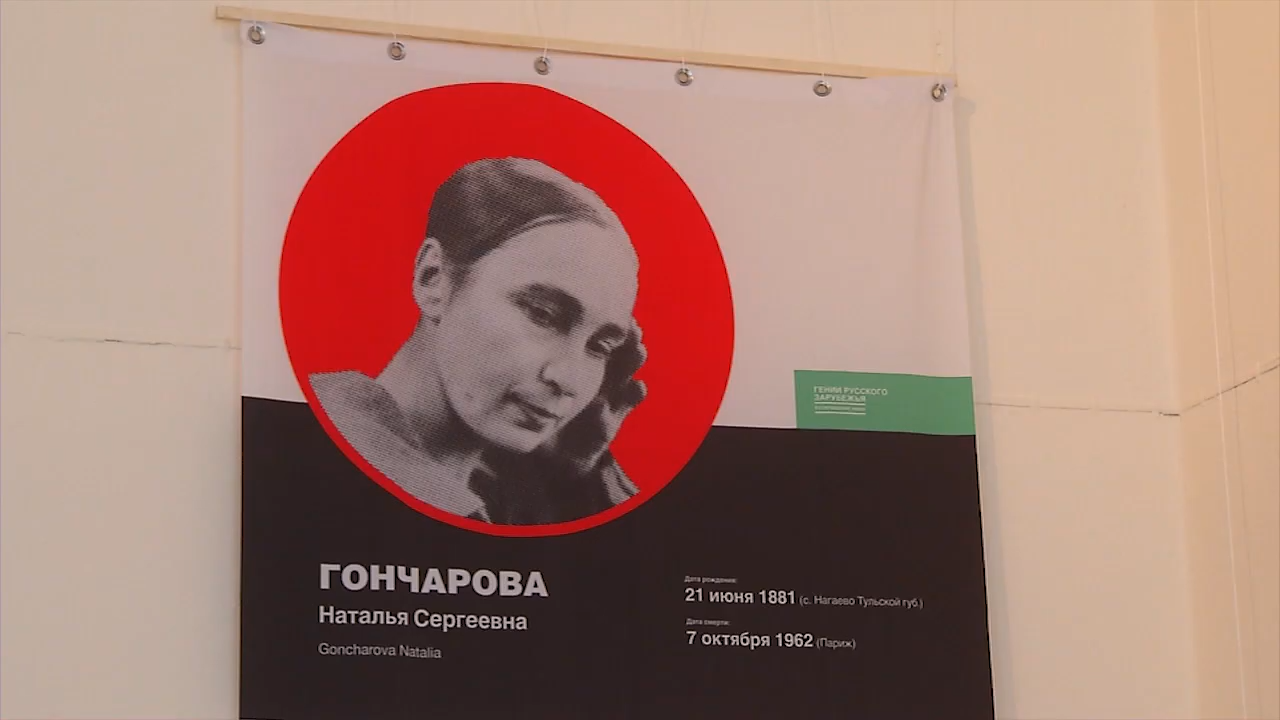 ГЕНИИ РУССКОГО
ЗАРУБЕЖЬЯ
ГОНЧАРОВА
Наталья Сергеевна
Goncharova Natalia
Дата рождения:
21 июня 1881 (с. Нагаево Тульской губ.)
Дата смерти:
7 октября 1962 (Париж)